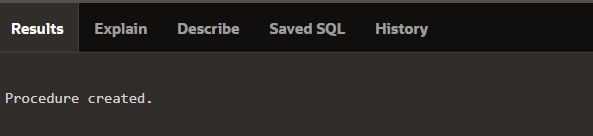 Results Explain Describe Saved SQL History
Procedure created.